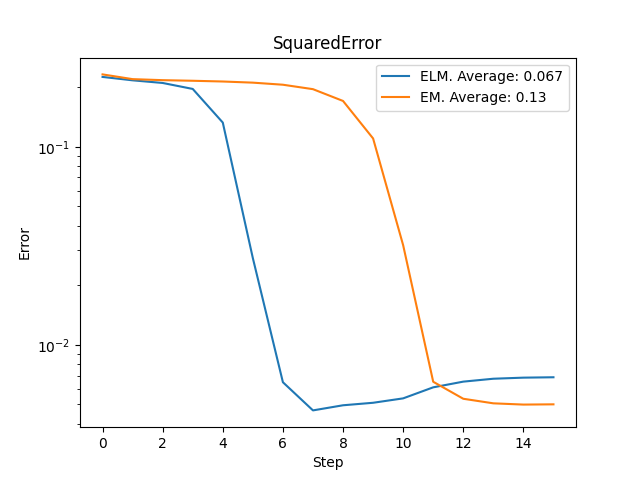 SquaredError
ELM. Average: 0.067
EM. Average: 0.13
10⁻¹
10⁻²
Error
0 2 4 6 8 10 12 14
Step